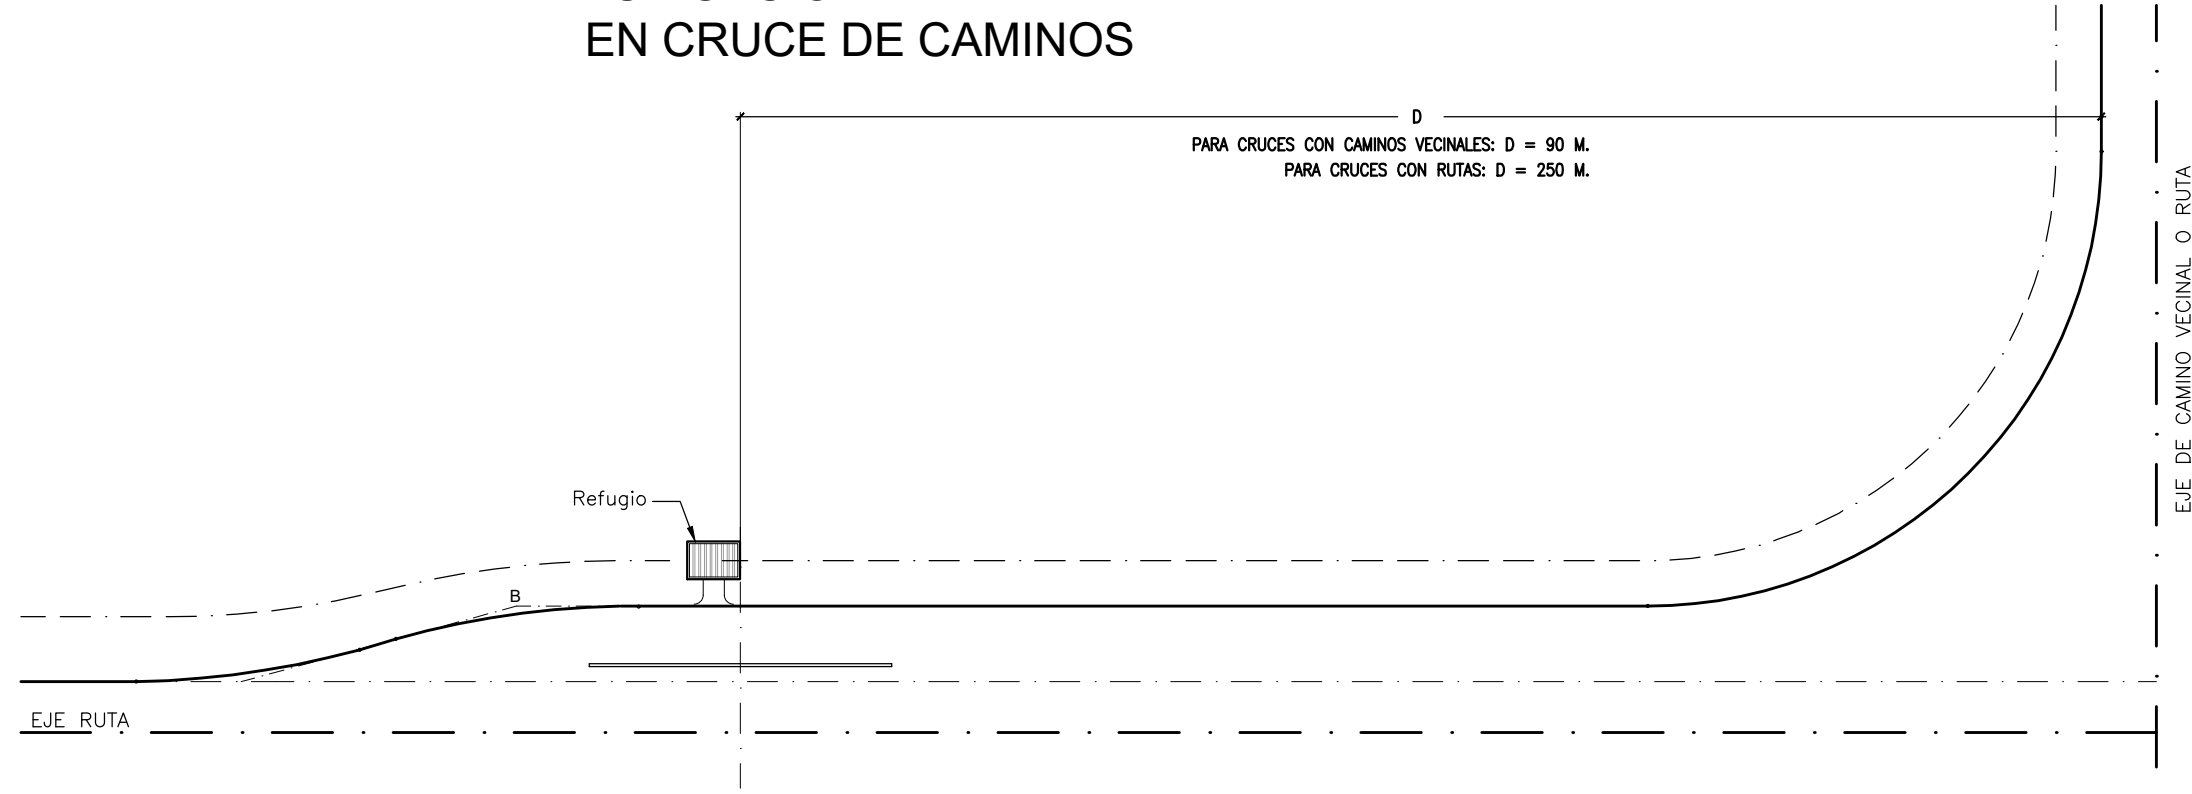 EN CRUCE DE CAMINOS
D
PARA CRUCES CON CAMINOS VECINALES: D = 90 M.
PARA CRUCES CON RUTAS: D = 250 M.
EJE DE CAMINO VECINAL O RUTA
Refugio
B
EJE RUTA